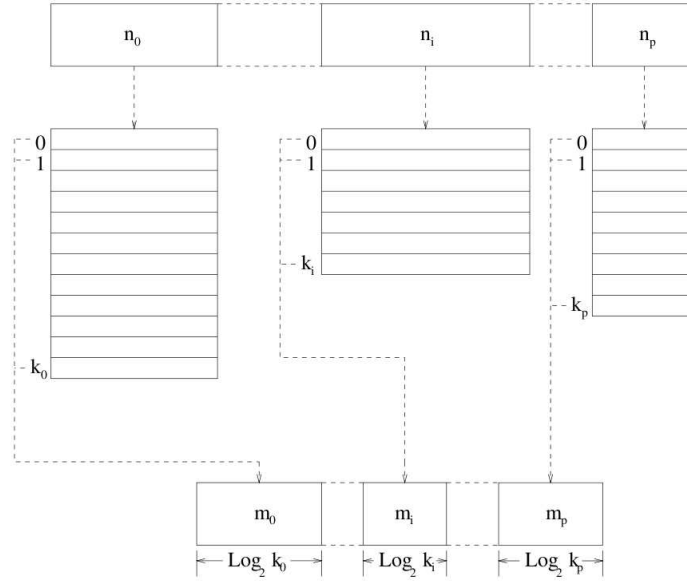 n₀ nᵢ nₚ
0 0 0
1 1 1
kᵢ
kₚ
k₀
m₀ mᵢ mₚ
Log₂ k₀ Log₂ kᵢ Log₂ kₚ